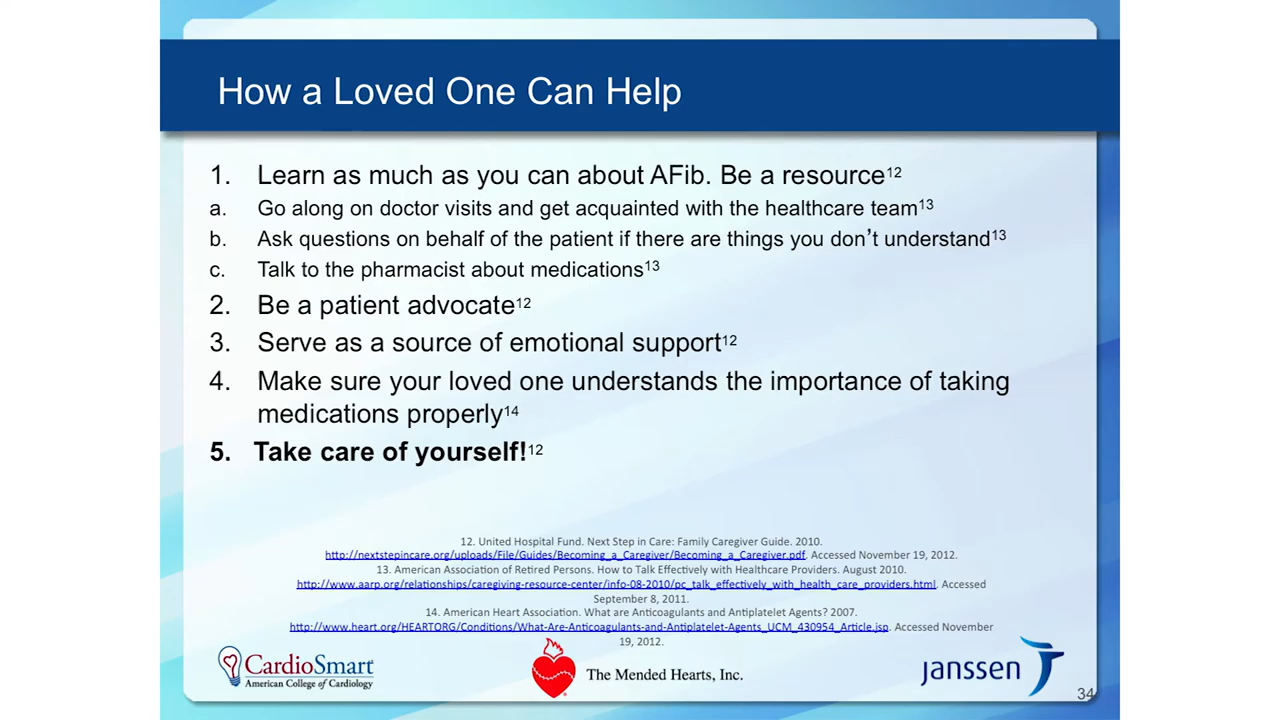 How a Loved One Can Help
1. Learn as much as you can about AFib. Be a resource12
a. Go along on doctor visits and get acquainted with the healthcare team13
b. Ask questions on behalf of the patient if there are things you don’t understand13
c. Talk to the pharmacist about medications13
2. Be a patient advocate12
3. Serve as a source of emotional support12
4. Make sure your loved one understands the importance of taking
medications properly14
5. Take care of yourself!12
12. United Hospital Fund. Next Step in Care: Family Caregiver Guide. 2010.
http://nextstepincare.org/uploads/File/Guides/Becoming_a_Caregiver/Becoming_a_Caregiver.pdf. Accessed November 19, 2012.
13. American Association of Retired Persons. How to Talk Effectively with Healthcare Providers. August 2010.
http://www.aarp.org/relationships/caregiving-resource-center/info-08-2010/pc_talk_effectively_with_health_care_providers.html. Accessed
September 8, 2011.
14. American Heart Association. What are Anticoagulants and Antiplatelet Agents? 2007.
http://www.heart.org/HEARTORG/Conditions/What-Are-Anticoagulants-and-Antiplatelet-Agents_UCM_430954_Article.jsp. Accessed November
19, 2012.
CardioSmart
American College of Cardiology
The Mended Hearts, Inc.
janssen
34